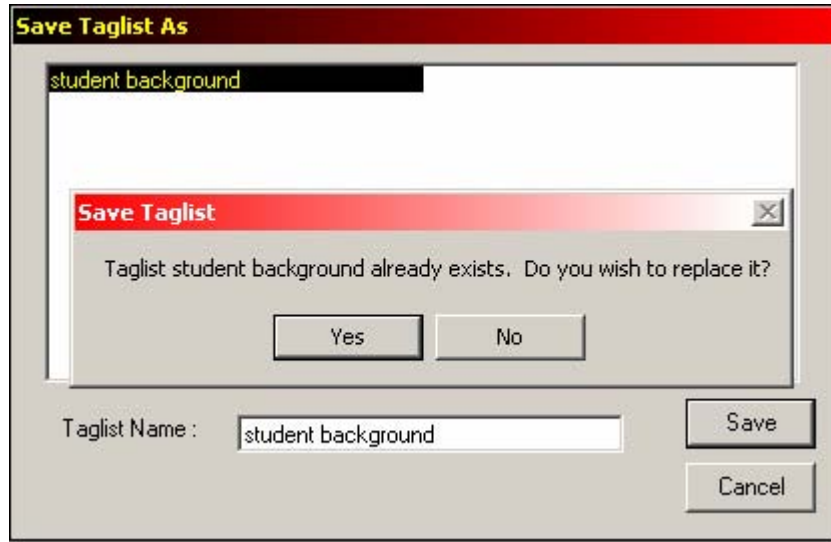 Save Taglist As
student background
Save Taglist
Taglist student background already exists. Do you wish to replace it?
Yes
No
Taglist Name :
student background
Save
Cancel